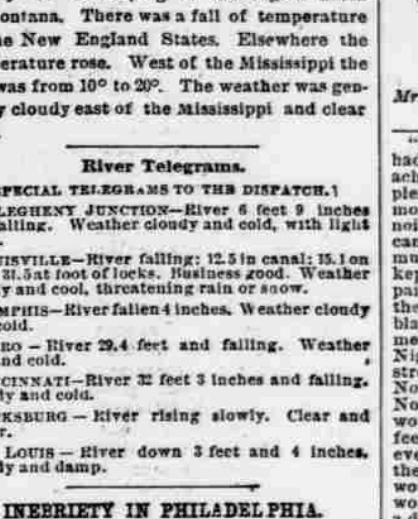 ontana. There was a fall of temperature
e New England States. Elsewhere the
erature rose. West of the Mississippi the
was from 10° to 20°. The weather was gen-
y cloudy east of the Mississippi and clear
River Telegrams.
SPECIAL TELEGRAMS TO THE DISPATCH.]
LEGHENY JUNCTION—River 6 feet 9 inches
alling. Weather cloudy and cold, with light
ISVILLE—River falling: 12.5 in canal; 15.1 on
31.5 at foot of locks. Business good. Weather
y and cool, threatening rain or snow.
MPHIS—River fallen 4 inches. Weather cloudy
cold.
RO — River 29.4 feet and falling. Weather
nd cold.
CINNATI—River 32 feet 3 inches and falling.
dy and cold.
KSBURG — River rising slowly. Clear and
r.
LOUIS — River down 3 feet and 4 inches.
dy and damp.
INEBRIETY IN PHILADELPHIA.
Mr
"
had
ach
ple
mo
noi
can
mu
kep
pai
the
bla
me
Nig
stre
No
No
wo
fee
eve
the
wo
wo